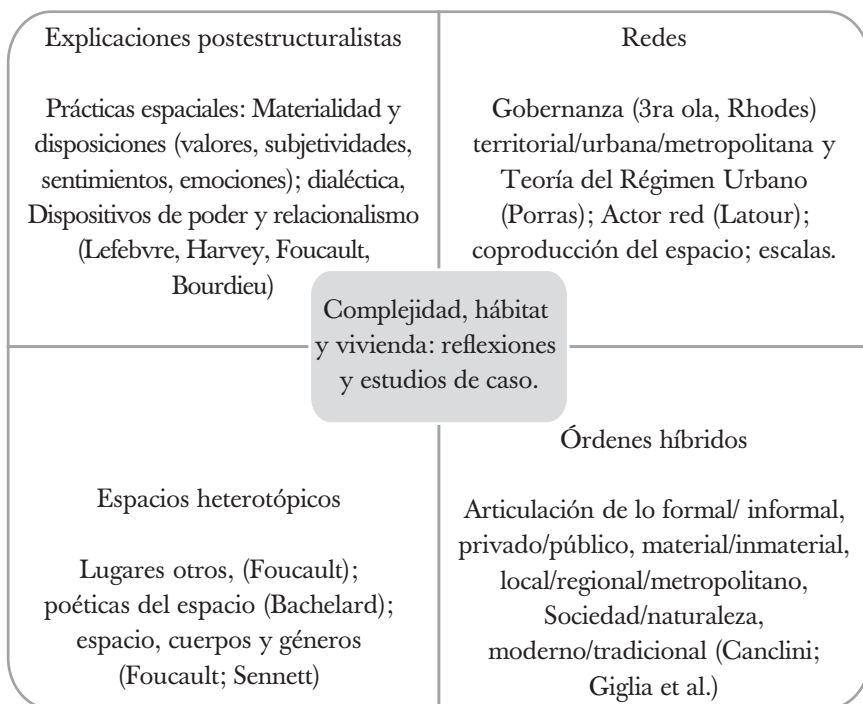 Explicaciones postestructuralistas
Prácticas espaciales: Materialidad y
disposiciones (valores, subjetividades,
sentimientos, emociones); dialéctica,
Dispositivos de poder y relacionalismo
(Lefebvre, Harvey, Foucault,
Bourdieu)
Redes
Gobernanza (3ra ola, Rhodes)
territorial/urbana/metropolitana y
Teoría del Régimen Urbano
(Porras); Actor red (Latour);
coproducción del espacio; escalas.
Complejidad, hábitat
y vivienda: reflexiones
y estudios de caso.
Espacios heterotópicos
Lugares otros, (Foucault);
poéticas del espacio (Bachelard);
espacio, cuerpos y géneros
(Foucault; Sennett)
Órdenes híbridos
Articulación de lo formal/ informal,
privado/público, material/inmaterial,
local/regional/metropolitano,
Sociedad/naturaleza,
moderno/tradicional (Canclini;
Giglia et al.)